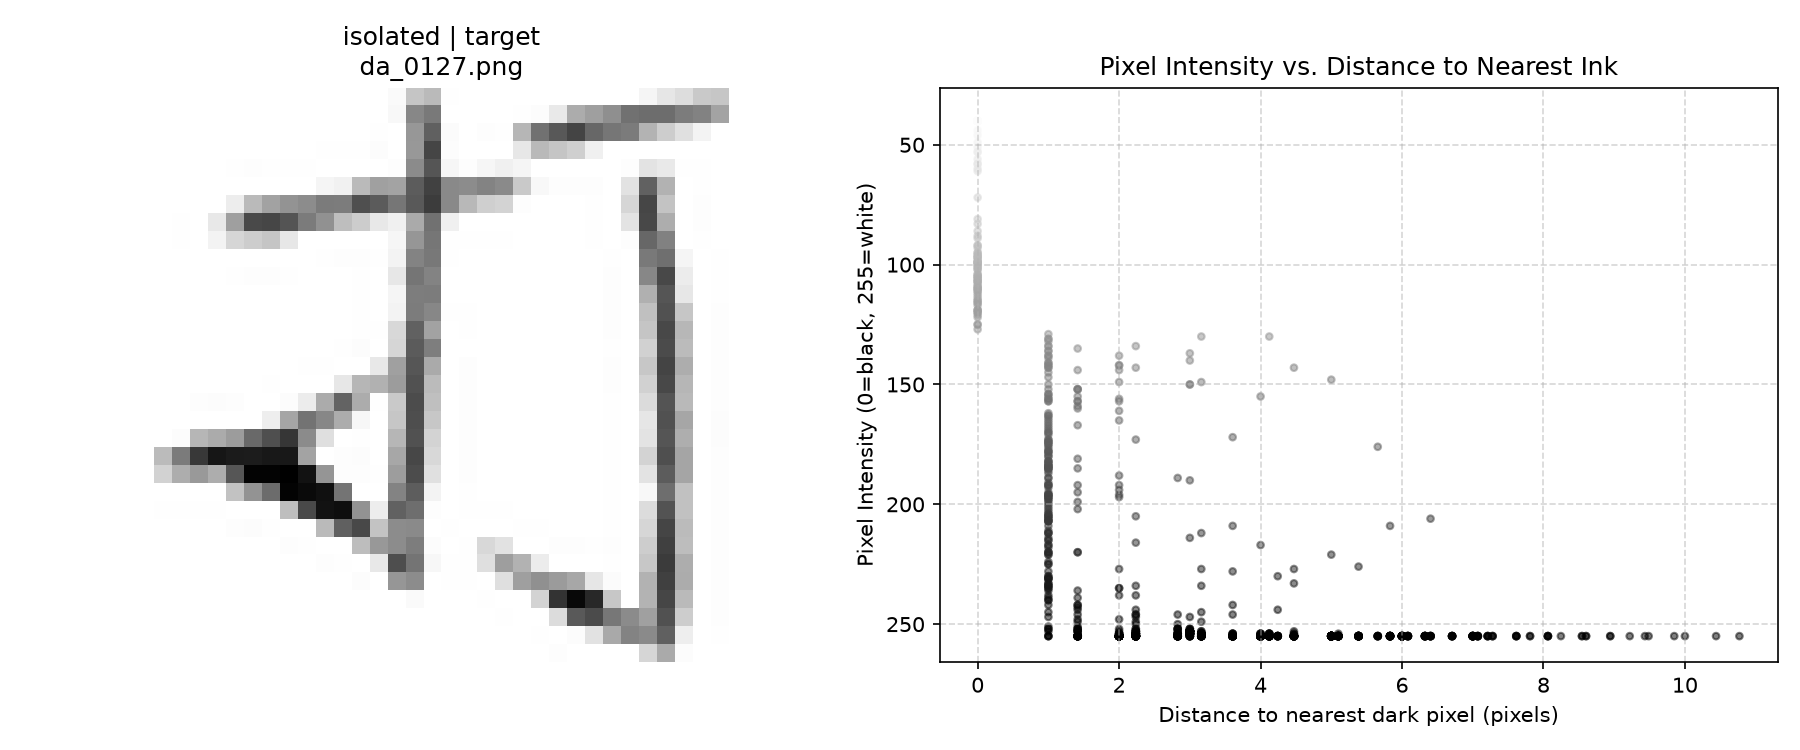 isolated | target
da_0127.png
打
Pixel Intensity vs. Distance to Nearest Ink
Pixel Intensity (0=black, 255=white)
50
100
150
200
250
0 2 4 6 8 10
Distance to nearest dark pixel (pixels)